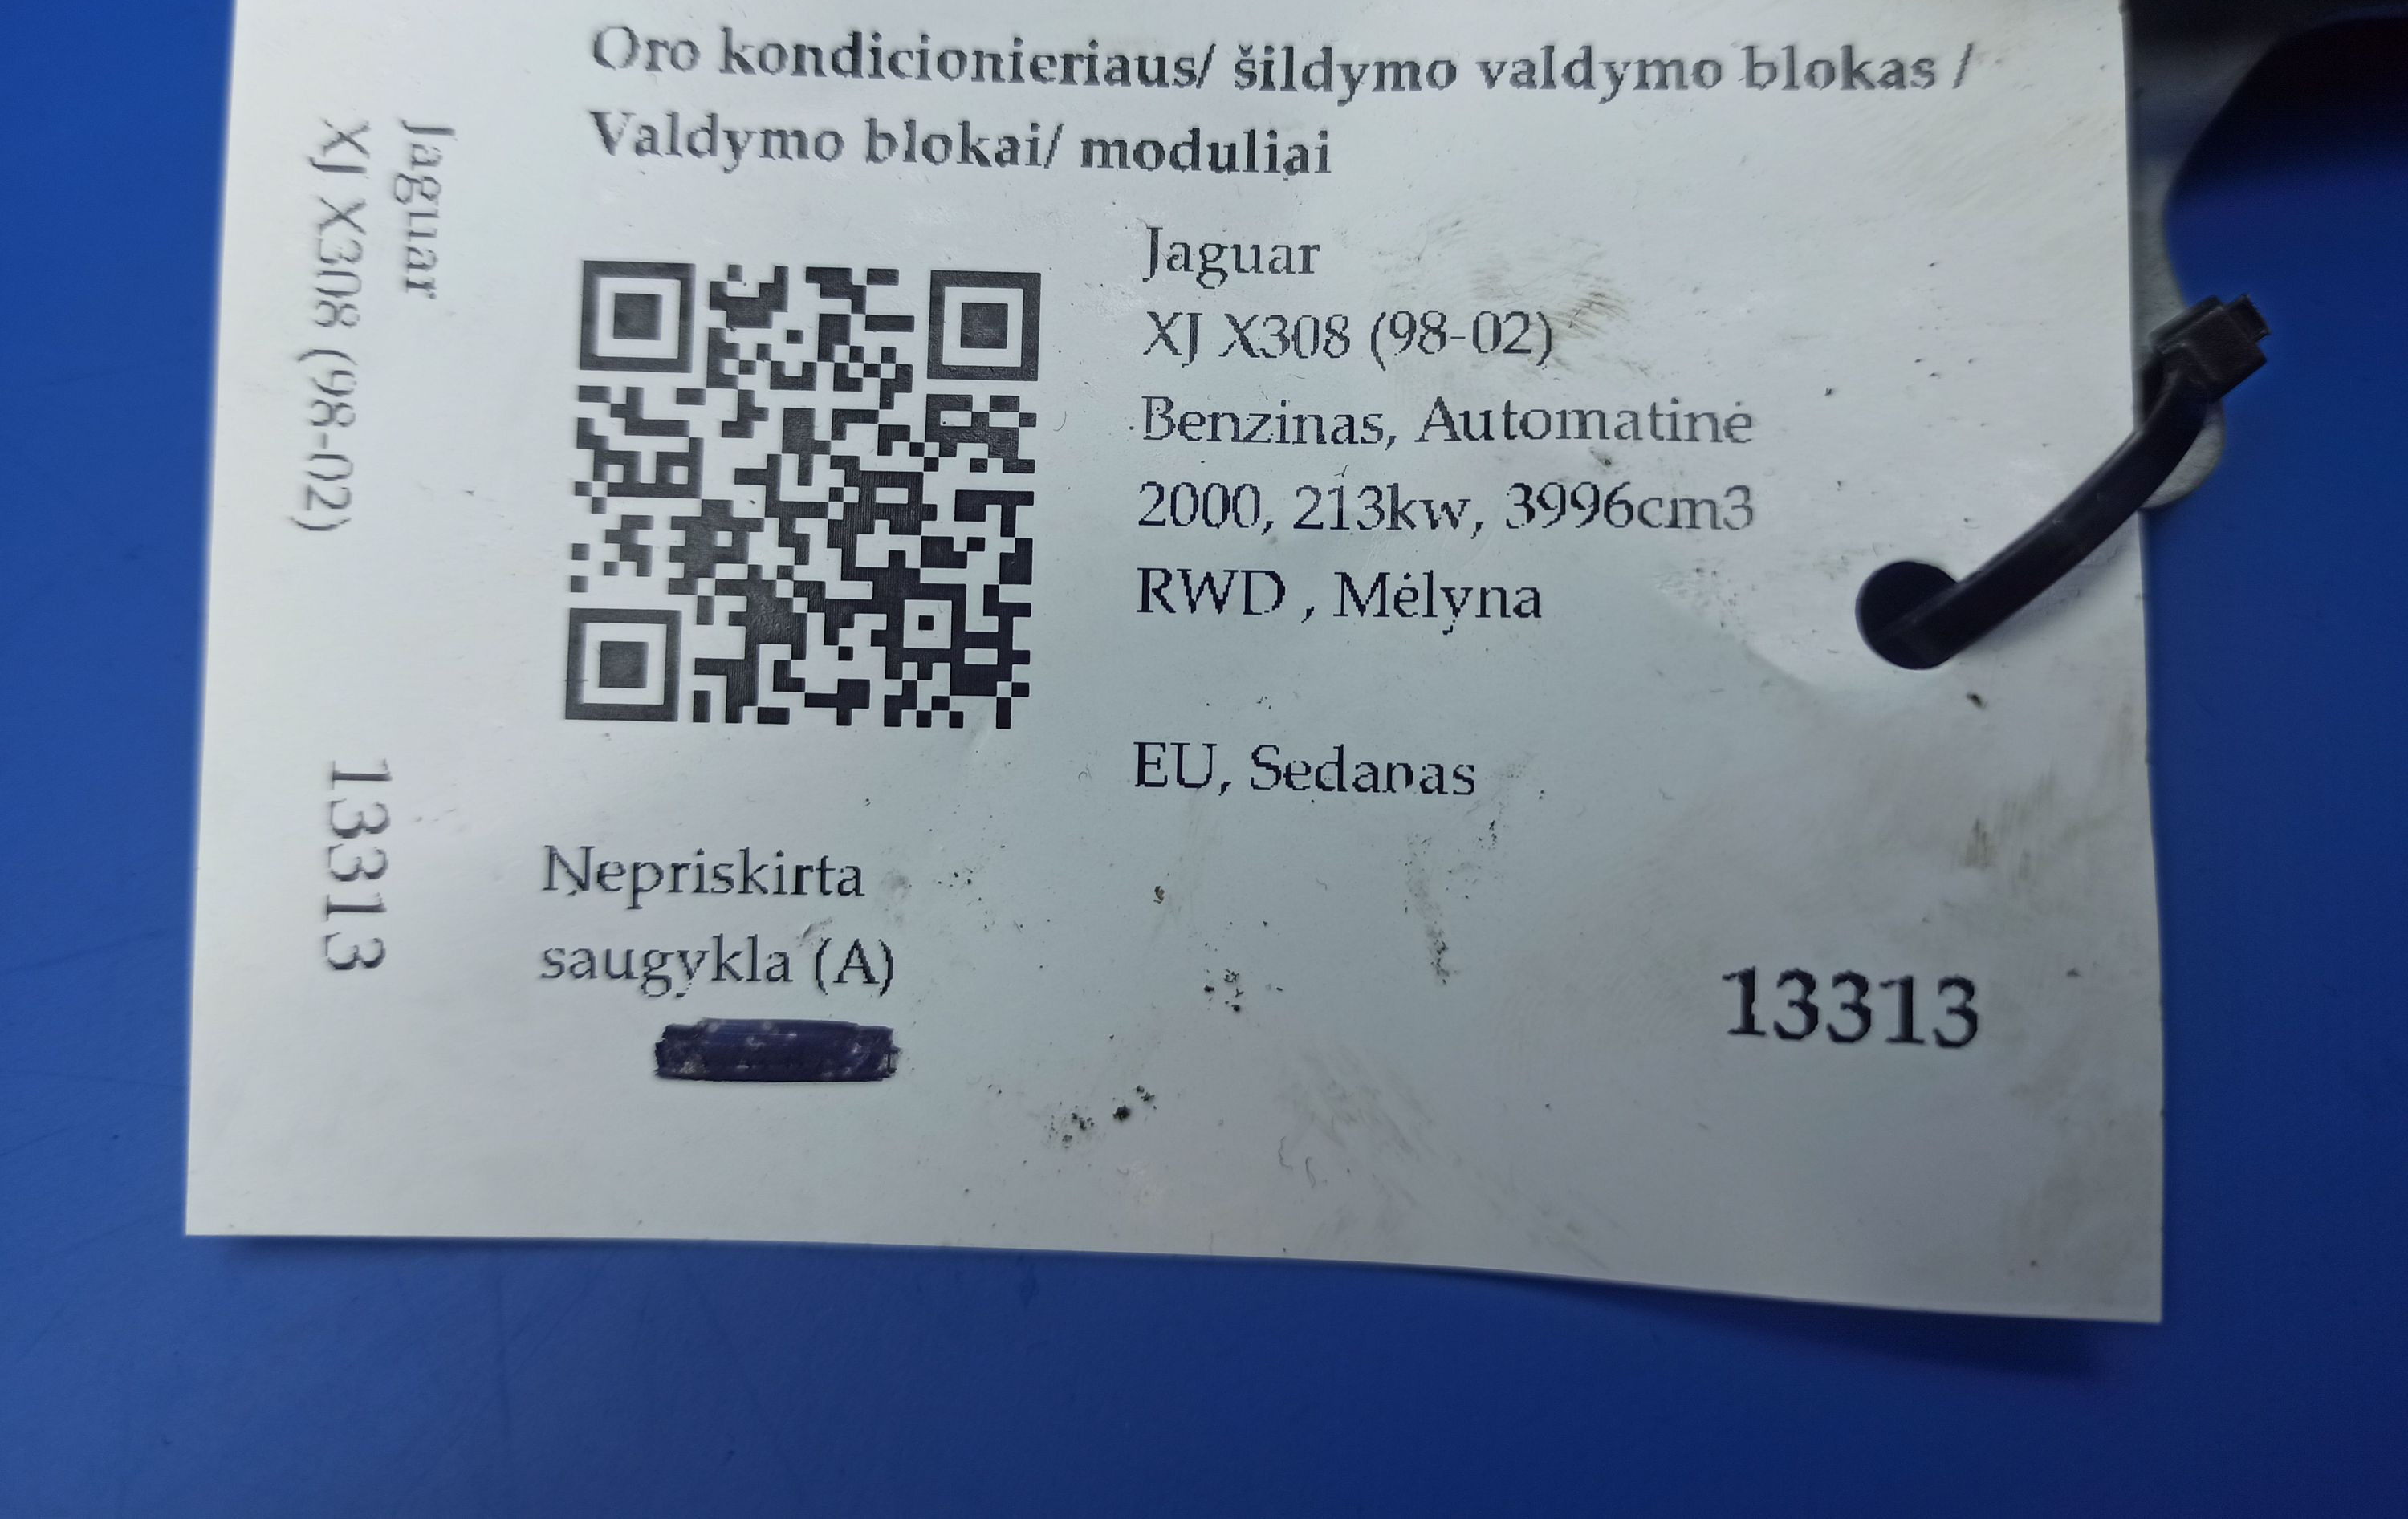 Oro kondicionieriaus/ šildymo valdymo blokas /
Valdymo blokai/ moduliai
Jaguar
XJ X308 (98-02)
Benzinas, Automatinė
2000, 213kw, 3996cm3
RWD , Mėlyna
EU, Sedanas
Nepriskirta
saugykla (A)
13313
Jaguar
XJ X308 (98-02)
13313